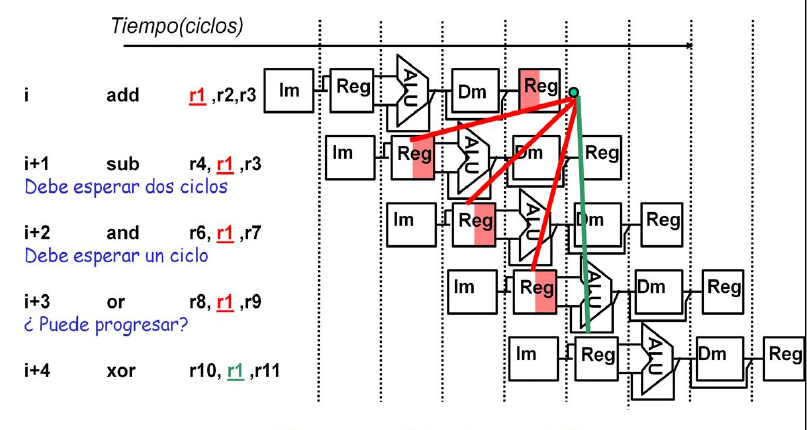 Tiempo(ciclos)
i add r1 ,r2,r3 Im Reg ALU Dm Reg
i+1 sub r4, r1 ,r3 Im Reg ALU Dm Reg
Debe esperar dos ciclos
i+2 and r6, r1 ,r7 Im Reg ALU Dm Reg
Debe esperar un ciclo
i+3 or r8, r1 ,r9 Im Reg ALU Dm Reg
¿ Puede progresar?
i+4 xor r10, r1 ,r11 Im Reg ALU Dm Reg